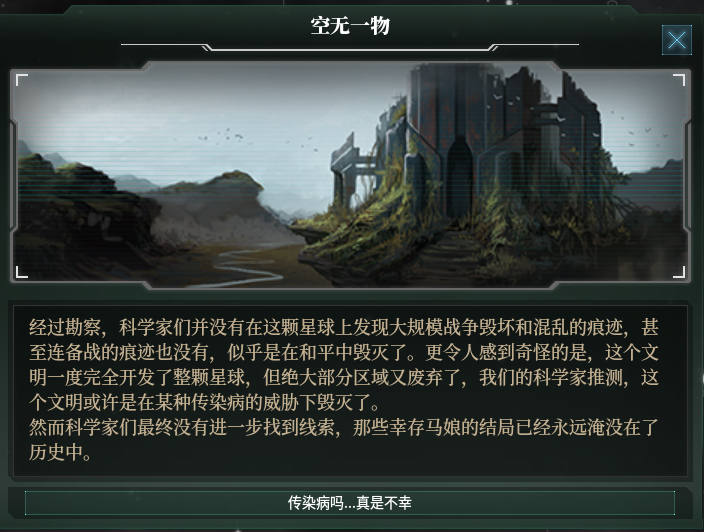 空无一物
经过勘察，科学家们并没有在这颗星球上发现大规模战争毁坏和混乱的痕迹，甚
至连备战的痕迹也没有，似乎是在和平中毁灭了。更令人感到奇怪的是，这个文
明一度完全开发了整颗星球，但绝大部分区域又废弃了，我们的科学家推测，这
个文明或许是在某种传染病的威胁下毁灭了。
然而科学家们最终没有进一步找到线索，那些幸存马娘的结局已经永远淹没在了
历史中。
传染病吗...真是不幸